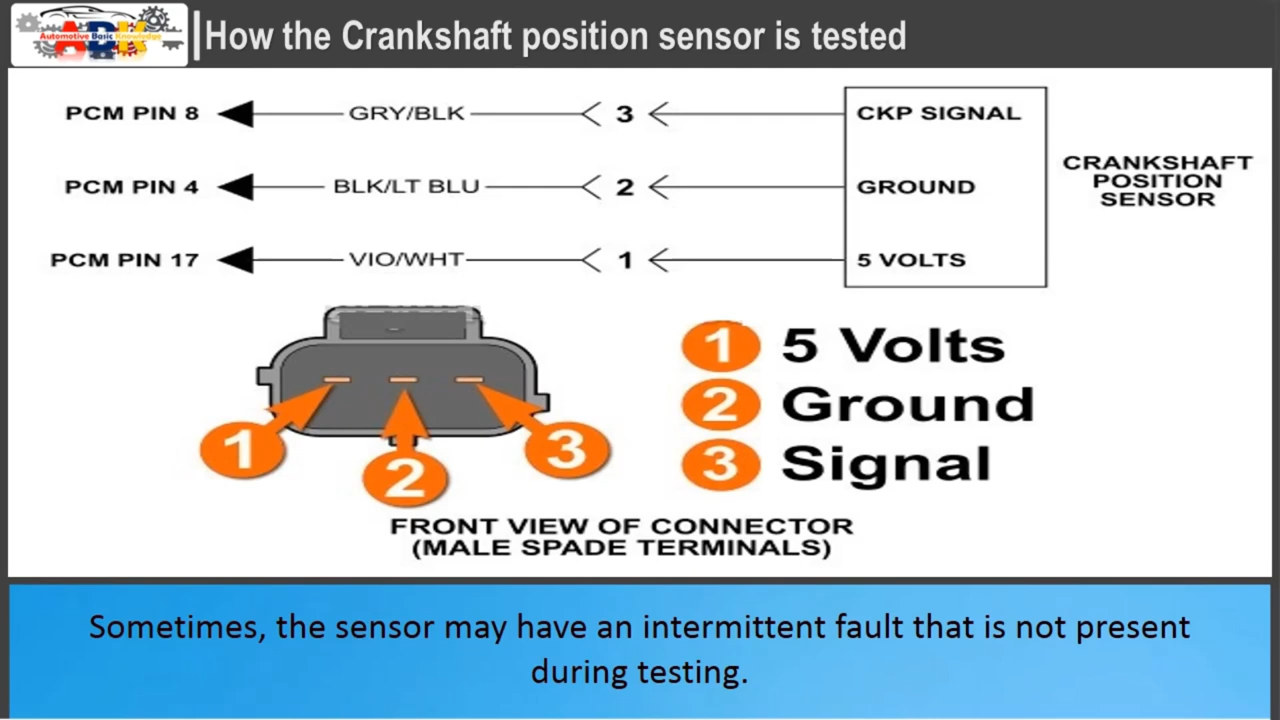 Automotive Basic Knowledge
ABK
How the Crankshaft position sensor is tested
PCM PIN 8 GRY/BLK 3 CKP SIGNAL
PCM PIN 4 BLK/LT BLU 2 GROUND
PCM PIN 17 VIO/WHT 1 5 VOLTS
CRANKSHAFT
POSITION
SENSOR
1 5 Volts
2 Ground
3 Signal
1
2
3
FRONT VIEW OF CONNECTOR
(MALE SPADE TERMINALS)
Sometimes, the sensor may have an intermittent fault that is not present
during testing.